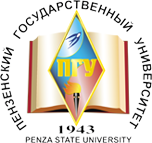 ПЕНЗЕНСКИЙ ГОСУДАРСТВЕННЫЙ УНИВЕРСИТЕТ
ПГУ
1943
PENZA STATE UNIVERSITY